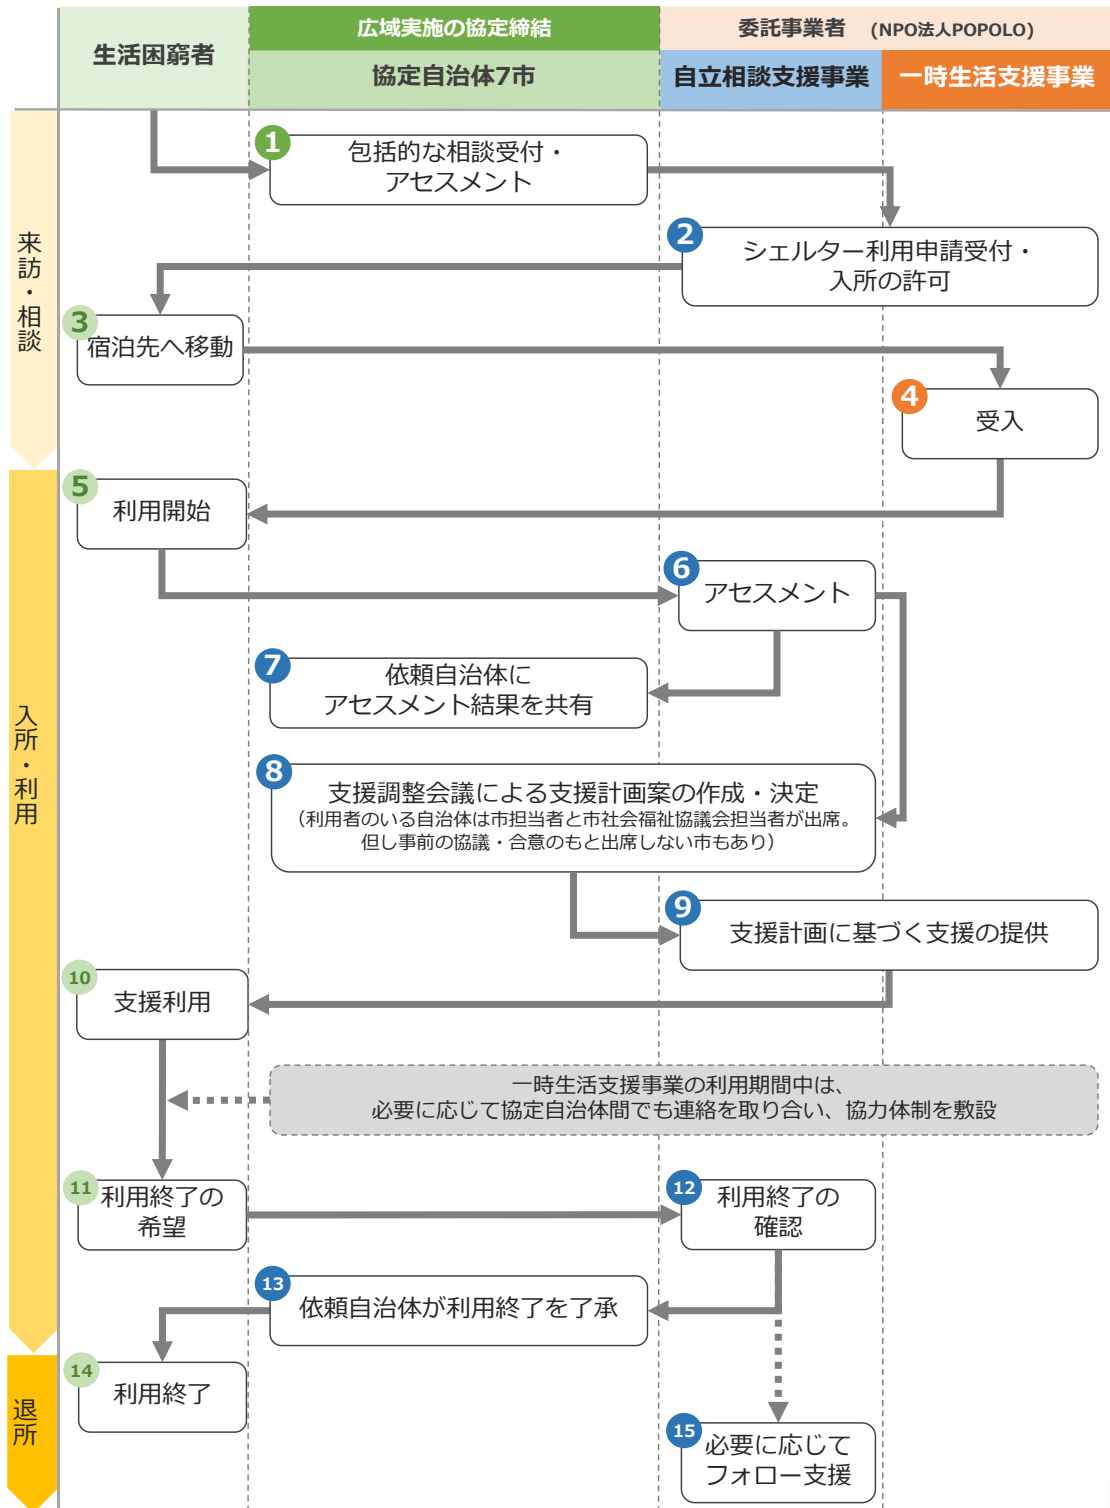 生活困窮者
広域実施の協定締結
協定自治体7市
委託事業者 (NPO法人POPOLO)
自立相談支援事業
一時生活支援事業
来訪・相談
1
包括的な相談受付・
アセスメント
2
シェルター利用申請受付・
入所の許可
3
宿泊先へ移動
4
受入
入所・利用
5
利用開始
6
アセスメント
7
依頼自治体に
アセスメント結果を共有
8
支援調整会議による支援計画案の作成・決定
(利用者のいる自治体は市担当者と市社会福祉協議会担当者が出席。
但し事前の協議・合意のもと出席しない市もあり)
9
支援計画に基づく支援の提供
10
支援利用
一時生活支援事業の利用期間中は、
必要に応じて協定自治体間でも連絡を取り合い、協力体制を敷設
11
利用終了の
希望
12
利用終了の
確認
13
依頼自治体が利用終了を了承
退所
14
利用終了
15
必要に応じて
フォロー支援